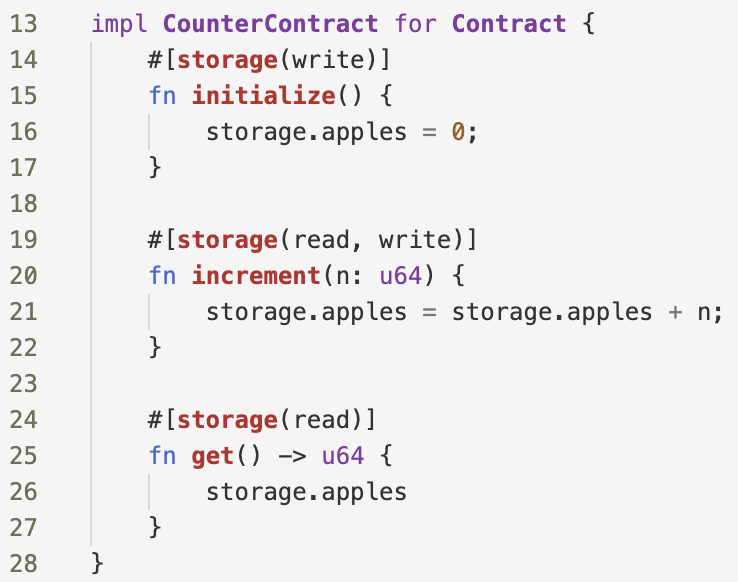 13 impl CounterContract for Contract {
14 #[storage(write)]
15 fn initialize() {
16 storage.apples = 0;
17 }
18
19 #[storage(read, write)]
20 fn increment(n: u64) {
21 storage.apples = storage.apples + n;
22 }
23
24 #[storage(read)]
25 fn get() -> u64 {
26 storage.apples
27 }
28 }